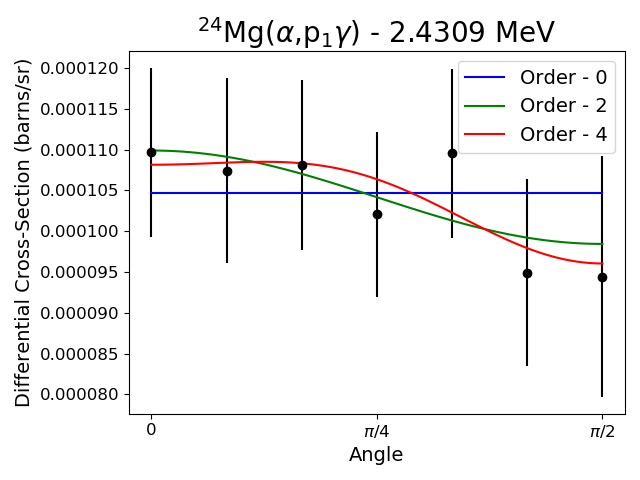 ²⁴Mg(α,p₁γ) - 2.4309 MeV
Differential Cross-Section (barns/sr)
0.000120
0.000115
0.000110
0.000105
0.000100
0.000095
0.000090
0.000085
0.000080
Order - 0
Order - 2
Order - 4
0 π/4 π/2
Angle